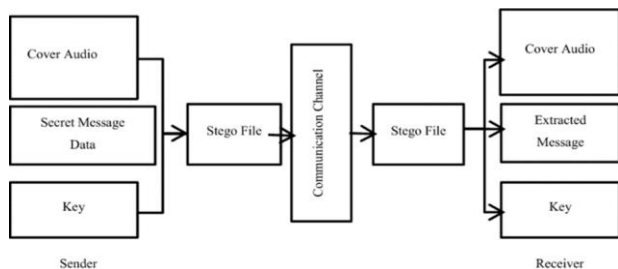 Cover Audio
Secret Message
Data
Key
Sender
Stego File
Communication Channel
Stego File
Cover Audio
Extracted
Message
Key
Receiver